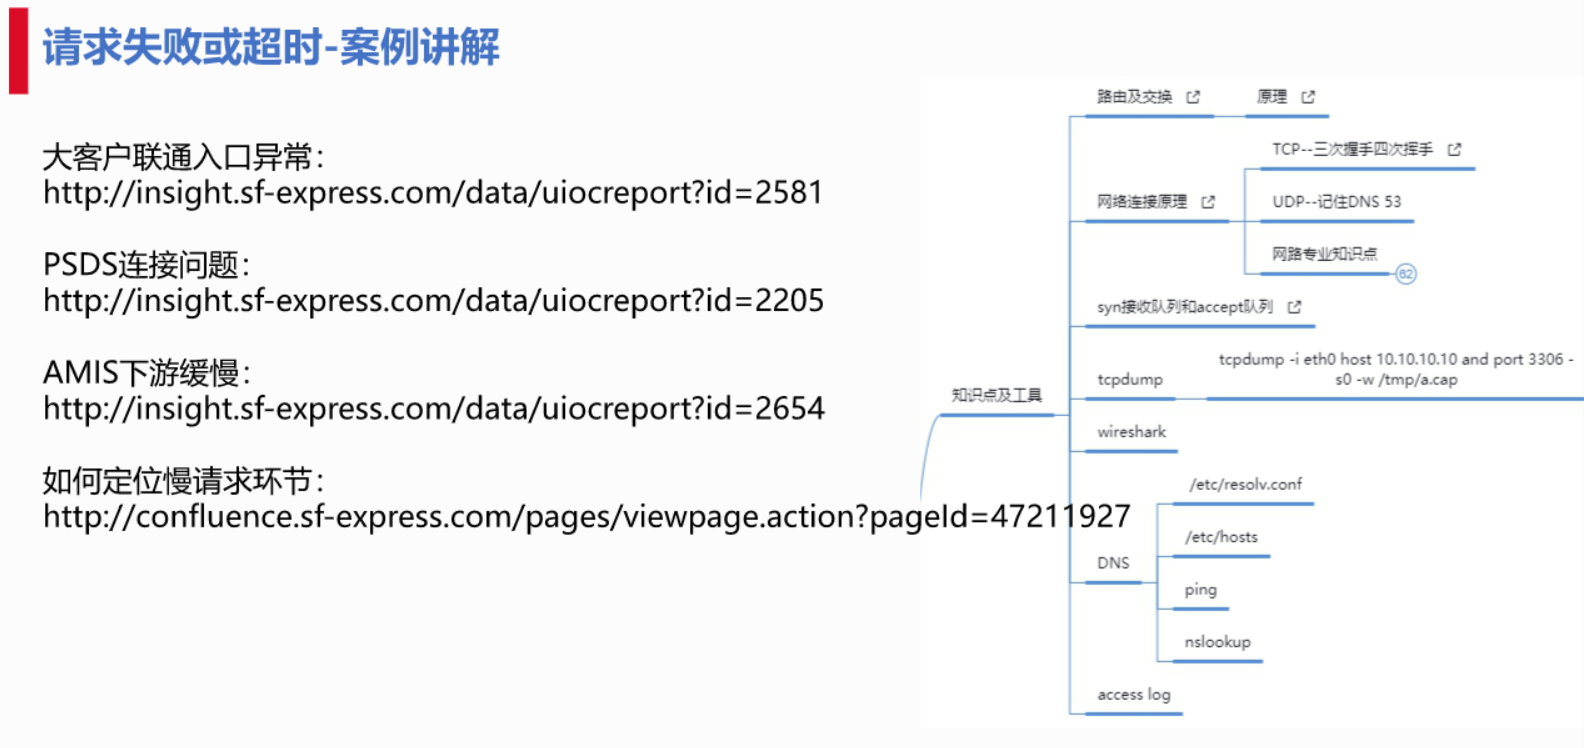 请求失败或超时-案例讲解
大客户联通入口异常：
http://insight.sf-express.com/data/uiocreport?id=2581
PSDS连接问题：
http://insight.sf-express.com/data/uiocreport?id=2205
AMIS下游缓慢：
http://insight.sf-express.com/data/uiocreport?id=2654
如何定位慢请求环节：
http://confluence.sf-express.com/pages/viewpage.action?pageId=47211927
知识点及工具
路由及交换
原理
网络连接原理
TCP--三次握手四次挥手
UDP--记住DNS 53
网路专业知识点
62
syn接收队列和accept队列
tcpdump
tcpdump -i eth0 host 10.10.10.10 and port 3306 -
s0 -w /tmp/a.cap
wireshark
DNS
/etc/resolv.conf
/etc/hosts
ping
nslookup
access log